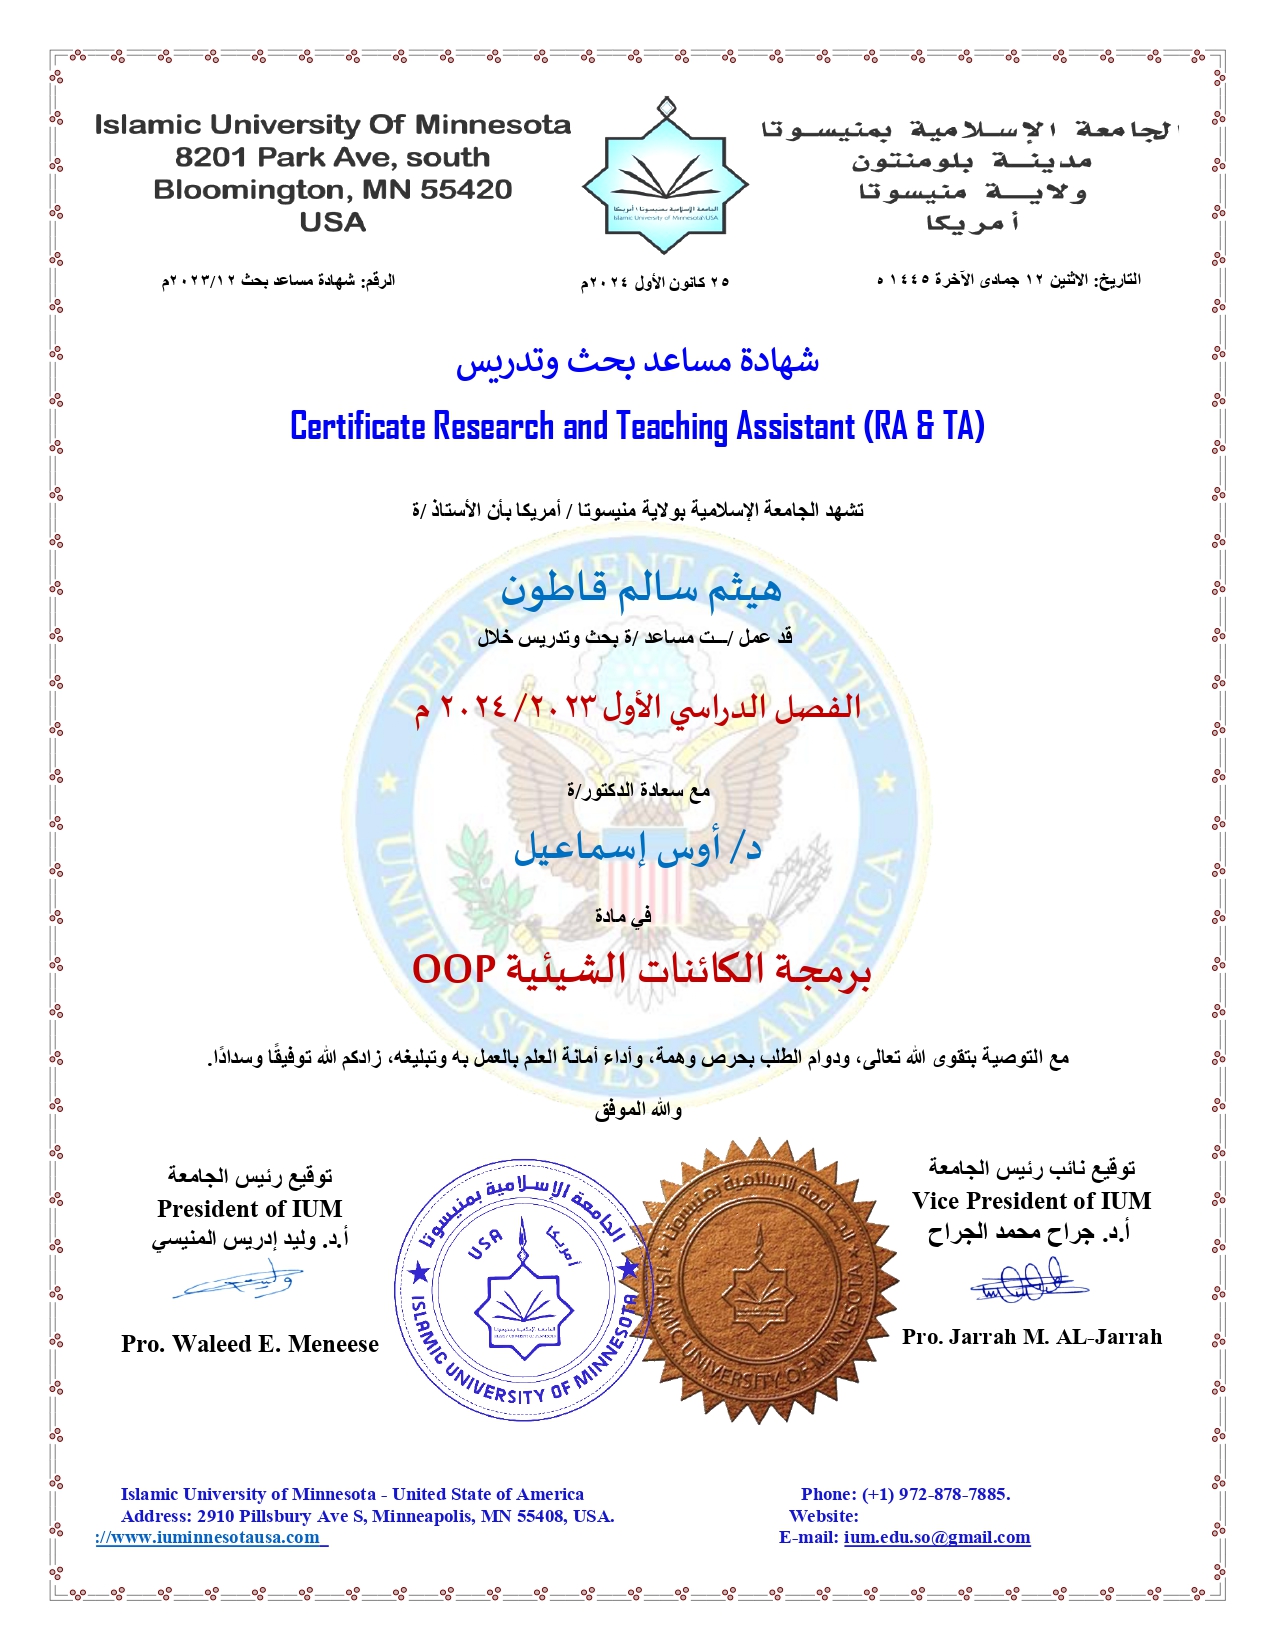 Islamic University Of Minnesota
8201 Park Ave, south
Bloomington, MN 55420
USA
الجامعة الإسلامية بمنيسوتا
مدينة بلومنتون
ولاية منيسوتا
أمريكا
الجامعة الإسلامية بمنيسوتا / أمريكا
Islamic University of Minnesota\USA
التاريخ: الاثنين ١٢ جمادى الآخرة ١٤٤٥ ه
٢٥ كانون الأول ٢٠٢٤م
الرقم: شهادة مساعد بحث ٢٠٢٣/١٢م
شهادة مساعد بحث وتدريس
Certificate Research and Teaching Assistant (RA & TA)
تشهد الجامعة الإسلامية بولاية منيسوتا / أمريكا بأن الأستاذ /ة
هيثم سالم قاطون
قد عمل /ــت مساعد /ة بحث وتدريس خلال
الفصل الدراسي الأول ٢٠٢٣/ ٢٠٢٤ م
مع سعادة الدكتور/ة
د/ أوس إسماعيل
في مادة
برمجة الكائنات الشيئية OOP
مع التوصية بتقوى الله تعالى، ودوام الطلب بحرص وهمة، وأداء أمانة العلم بالعمل به وتبليغه، زادكم الله توفيقًا وسدادًا.
والله الموفق
DEPARTMENT OF STATE
UNITED STATES OF AMERICA
توقيع نائب رئيس الجامعة
Vice President of IUM
أ.د. جراح محمد الجراح
Pro. Jarrah M. AL-Jarrah
توقيع رئيس الجامعة
President of IUM
أ.د. وليد إدريس المنيسي
Pro. Waleed E. Meneese
الجامعة الإسلامية بمنيسوتا
USA أمريكا
ISLAMIC UNIVERSITY OF MINNESOTA
الجامعة الاسلامية بمنيسوتا
ISLAMIC UNIVERSITY OF MINNESOTA
Islamic University of Minnesota - United State of America
Phone: (+1) 972-878-7885.
Address: 2910 Pillsbury Ave S, Minneapolis, MN 55408, USA.
Website:
://www.iuminnesotausa.com
E-mail: ium.edu.so@gmail.com